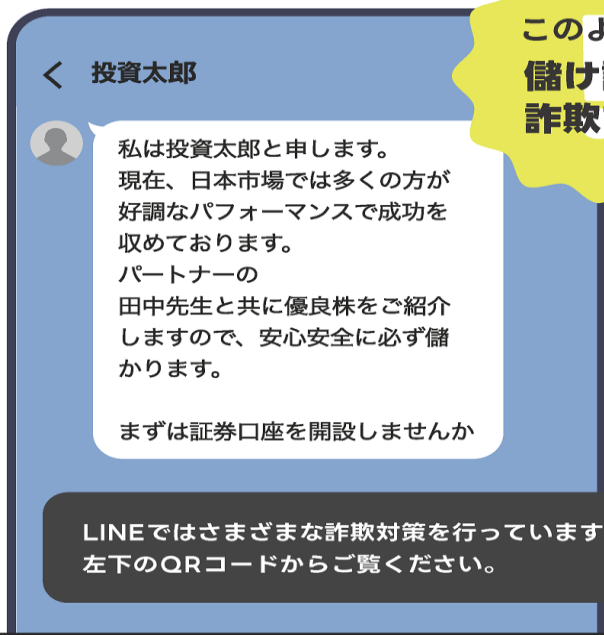 このよ
儲け
詐欺
投資太郎
私は投資太郎と申します。
現在、日本市場では多くの方が
好調なパフォーマンスで成功を
収めております。
パートナーの
田中先生と共に優良株をご紹介
しますので、安心安全に必ず儲
かります。
まずは証券口座を開設しませんか
LINEではさまざまな詐欺対策を行っています
左下のQRコードからご覧ください。